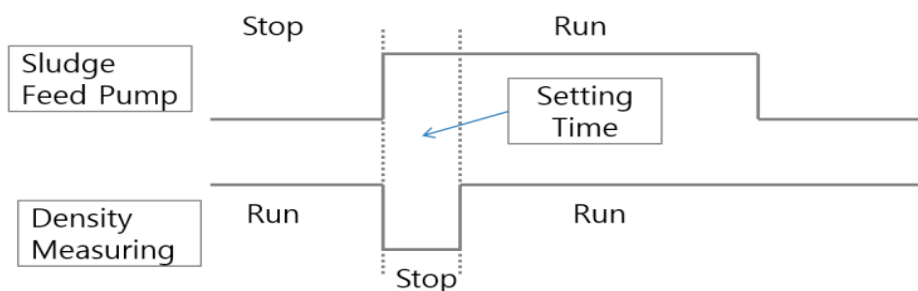 Stop
Run
Sludge
Feed Pump
Setting
Time
Density
Measuring
Run
Run
Stop